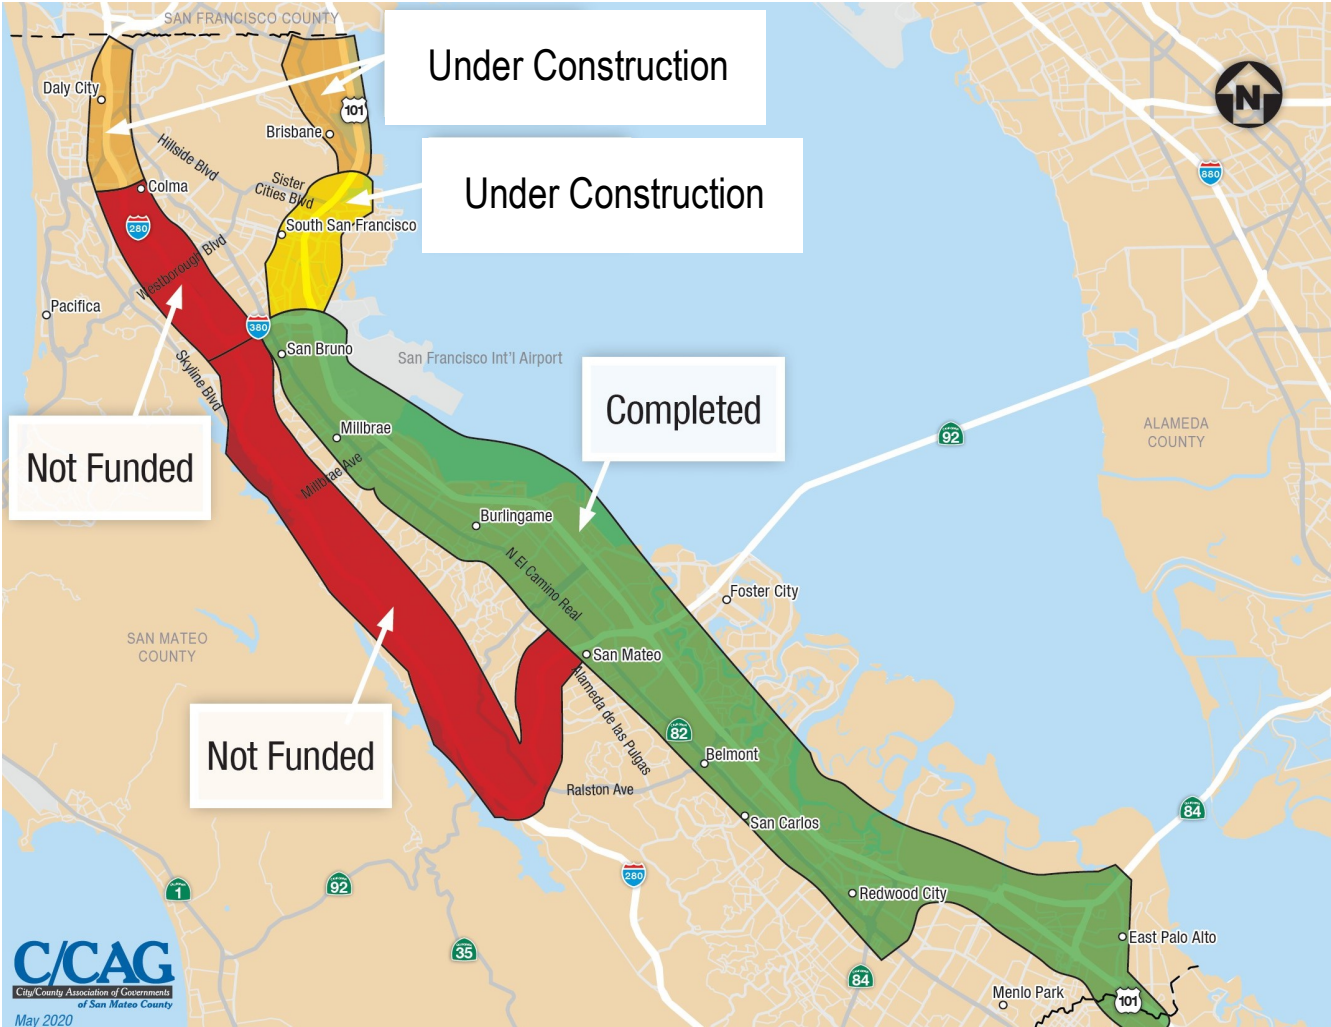 SAN FRANCISCO COUNTY
Under Construction
Daly City
101
Brisbane
N
Hillside Blvd
Sister
Cities Blvd
Under Construction
880
Colma
280
South San Francisco
Westborough Blvd
Pacifica
380
San Bruno
San Francisco Int'l Airport
Skyline Blvd
Completed
Millbrae
92
ALAMEDA
COUNTY
Not Funded
Millbrae Ave
Burlingame
N El Camino Real
Foster City
SAN MATEO
COUNTY
San Mateo
Alameda de las Pulgas
82
Not Funded
Belmont
Ralston Ave
San Carlos
84
280
1
92
Redwood City
35
East Palo Alto
84
Menlo Park
101
C/CAG
City/County Association of Governments
of San Mateo County
May 2020